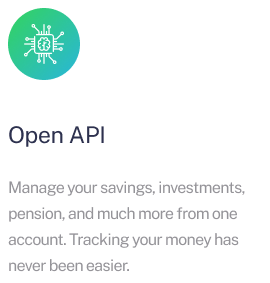 Open API
Manage your savings, investments,
pension, and much more from one
account. Tracking your money has
never been easier.